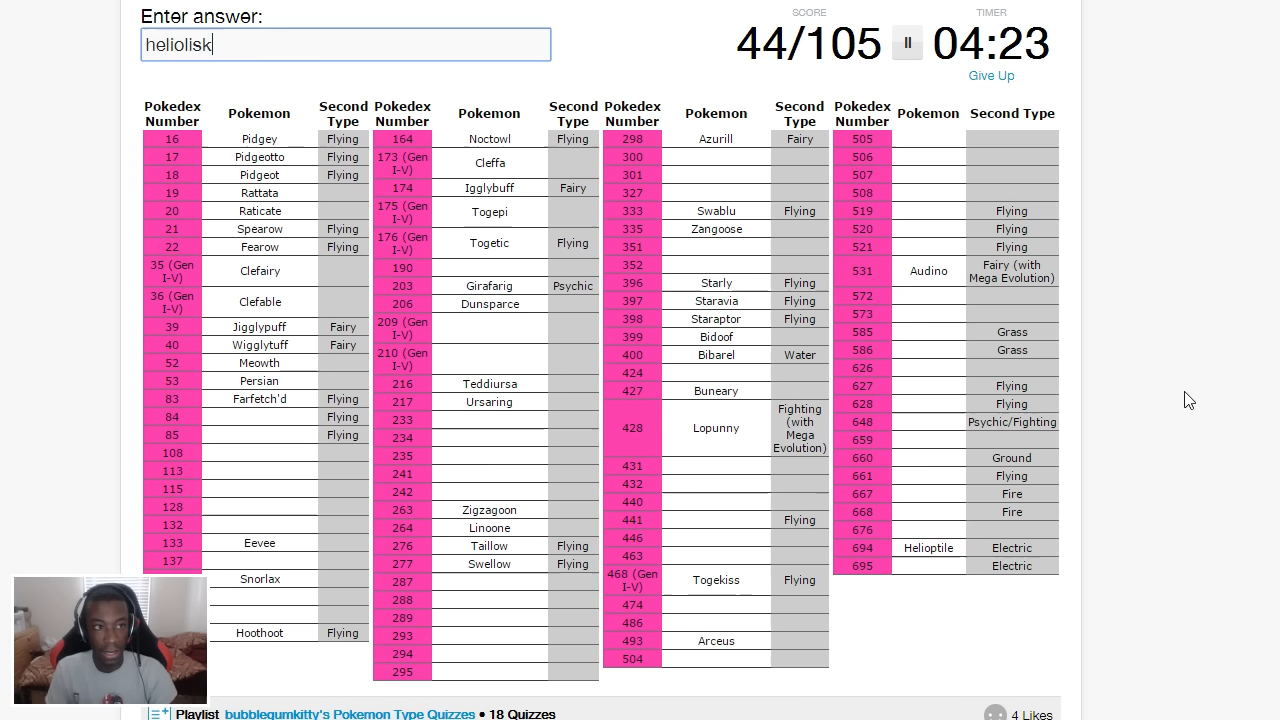 Enter answer:
heliolisk
SCORE
44/105
TIMER
04:23
Give Up
Pokedex Number Pokemon Second Type
16 Pidgey Flying
17 Pidgeotto Flying
18 Pidgeot Flying
19 Rattata
20 Raticate
21 Spearow Flying
22 Fearow Flying
35 (Gen I-V) Clefairy
36 (Gen I-V) Clefable
39 Jigglypuff Fairy
40 Wigglytuff Fairy
52 Meowth
53 Persian
83 Farfetch'd Flying
84 Flying
85 Flying
108
113
115
128
132
133 Eevee
137
Snorlax
Hoothoot Flying
Pokedex Number Pokemon Second Type
164 Noctowl Flying
173 (Gen I-V) Cleffa
174 Igglybuff Fairy
175 (Gen I-V) Togepi
176 (Gen I-V) Togetic Flying
190
203 Girafarig Psychic
206 Dunsparce
209 (Gen I-V)
210 (Gen I-V)
216 Teddiursa
217 Ursaring
233
234
235
241
242
263 Zigzagoon
264 Linoone
276 Taillow Flying
277 Swellow Flying
287
288
289
293
294
295
Pokedex Number Pokemon Second Type
298 Azurill Fairy
300
301
327
333 Swablu Flying
335 Zangoose
351
352
396 Starly Flying
397 Staravia Flying
398 Staraptor Flying
399 Bidoof
400 Bibarel Water
424
427 Buneary
428 Lopunny Fighting (with Mega Evolution)
431
432
440
441 Flying
446
463
468 (Gen I-V) Togekiss Flying
474
486
493 Arceus
504
Pokedex Number Pokemon Second Type
505
506
507
508
519 Flying
520 Flying
521 Flying
531 Audino Fairy (with Mega Evolution)
572
573
585 Grass
586 Grass
626
627 Flying
628 Flying
648 Psychic/Fighting
659
660 Ground
661 Flying
667 Fire
668 Fire
676
694 Helioptile Electric
695 Electric
Playlist bubblegumkitty's Pokemon Type Quizzes • 18 Quizzes
4 Likes